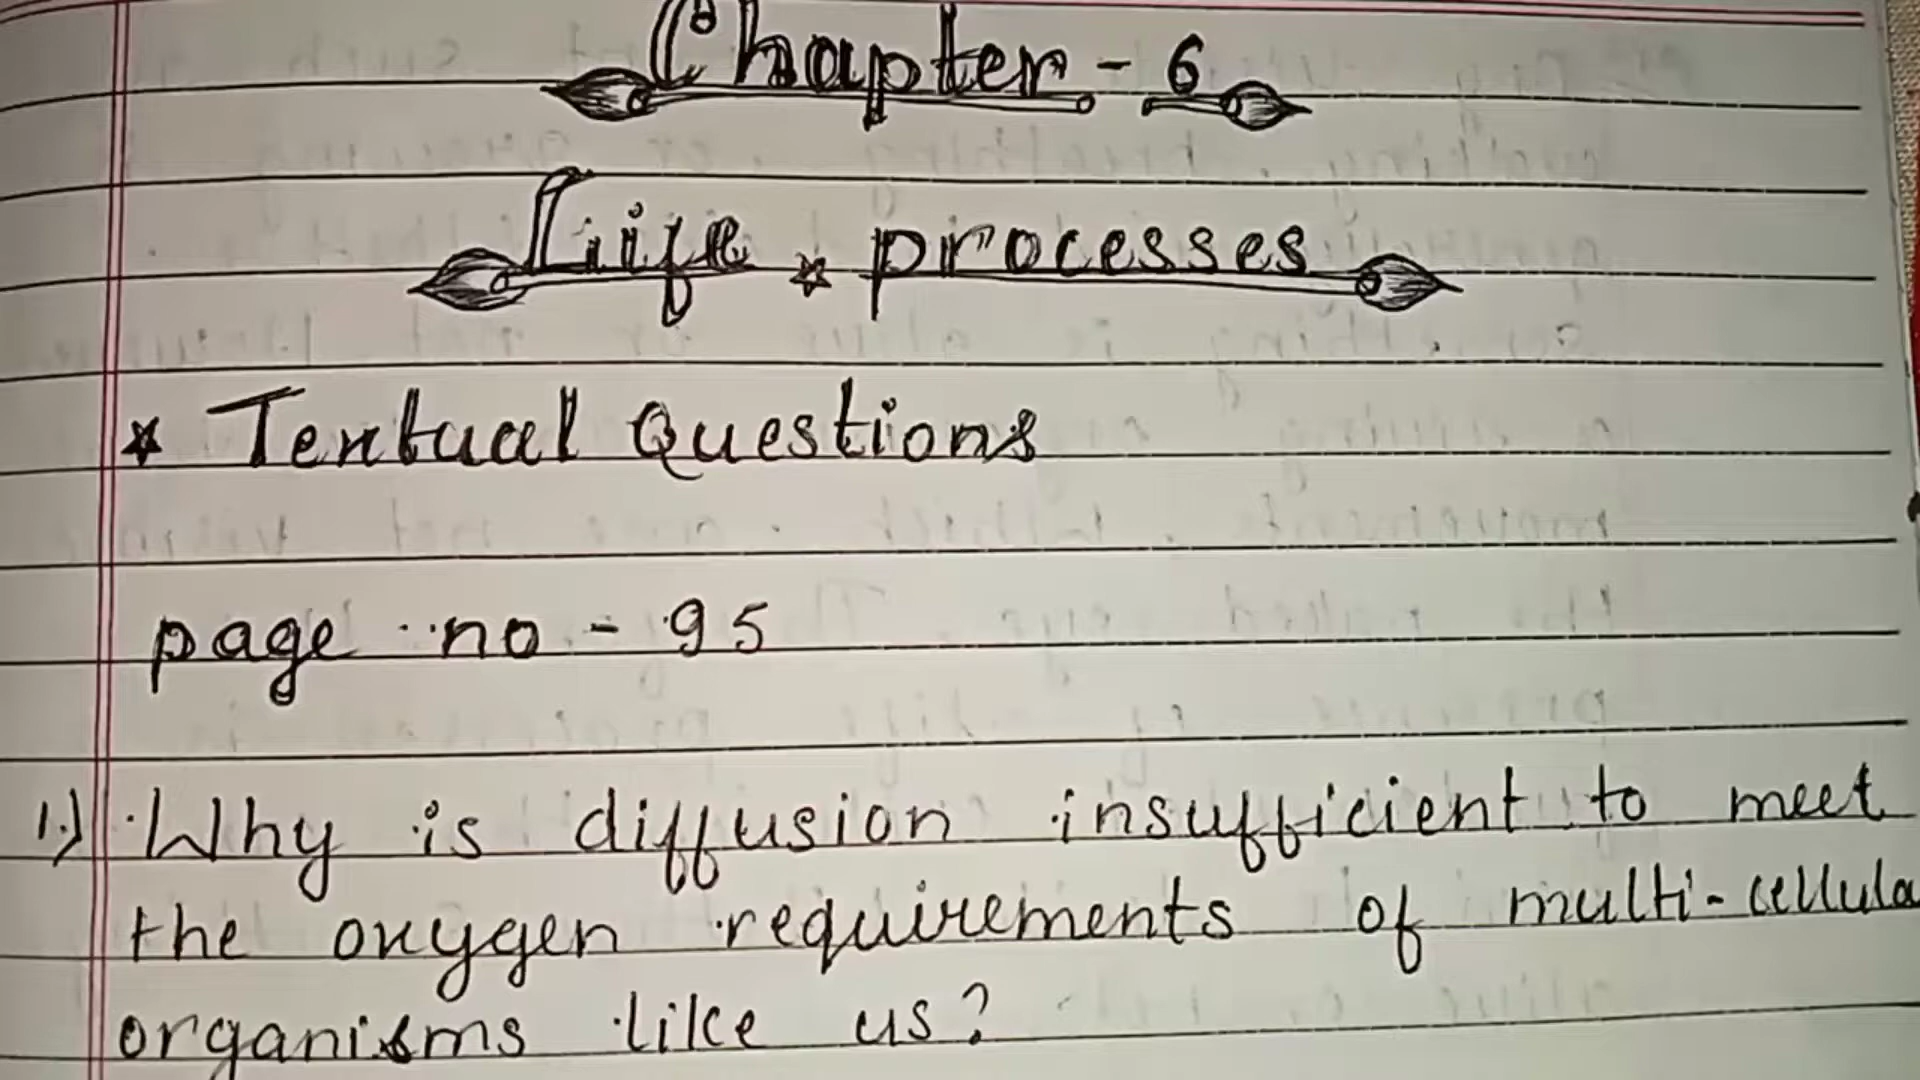 Chapter - 6
Life processes
* Textual Questions
page no - 95
1.) Why is diffusion insufficient to meet
the oxygen requirements of multi-cellula
organisms like us?